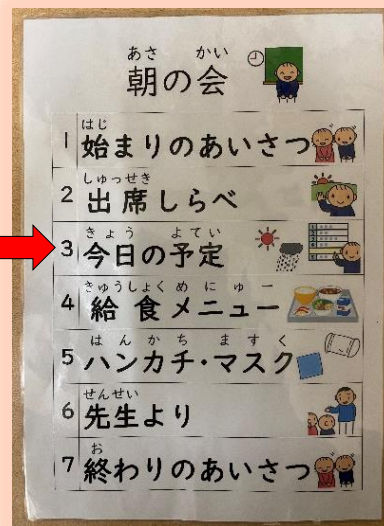 あさ かい
朝の会
はじ
1 始まりのあいさつ
しゅっせき
2 出席しらべ
きょう よてい
3 今日の予定
きゅうしょく めにゅー
4 給食メニュー
はんかち ますく
5 ハンカチ・マスク
せんせい
6 先生より
お
7 終わりのあいさつ